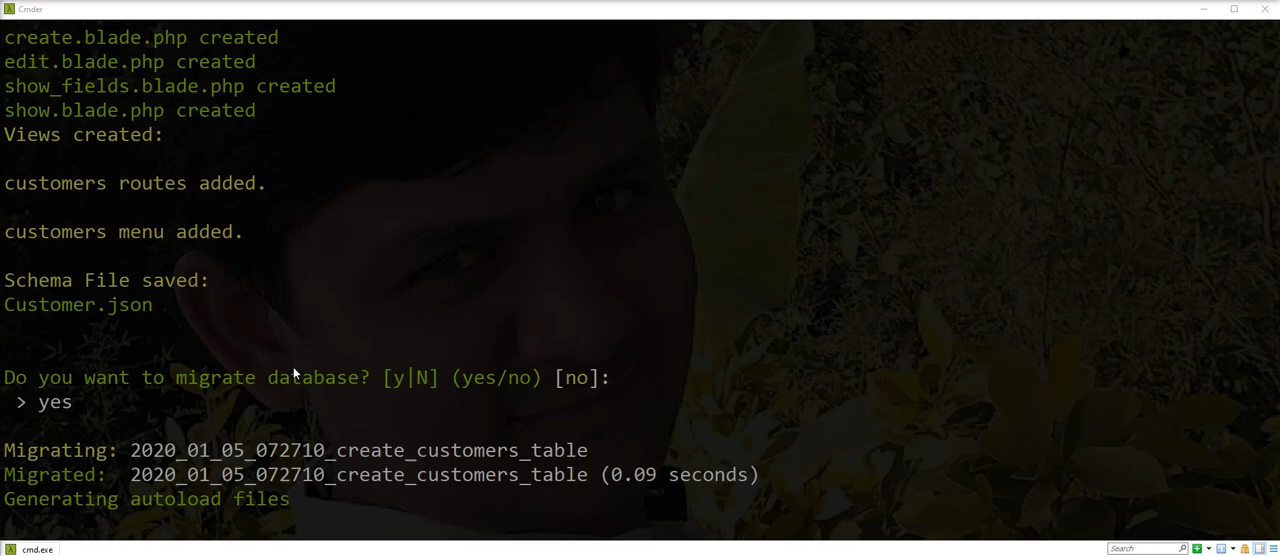 Cmder
create.blade.php created
edit.blade.php created
show_fields.blade.php created
show.blade.php created
Views created:
customers routes added.
customers menu added.
Schema File saved:
Customer.json
Do you want to migrate database? [y|N] (yes/no) [no]:
> yes
Migrating: 2020_01_05_072710_create_customers_table
Migrated:  2020_01_05_072710_create_customers_table (0.09 seconds)
Generating autoload files
cmd.exe
Search